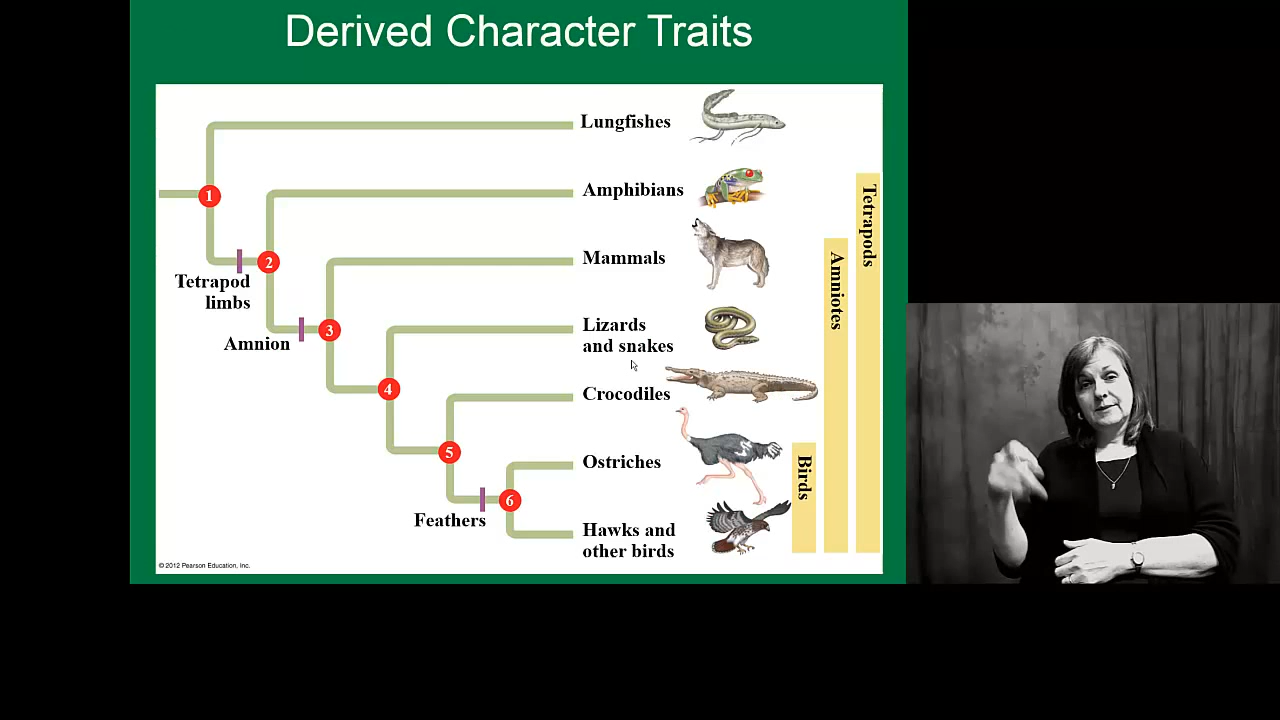 Derived Character Traits
Lungfishes
1
Amphibians
Tetrapods
2
Tetrapod
limbs
Mammals
Amniotes
3
Amnion
Lizards
and snakes
4
Crocodiles
5
Ostriches
Birds
6
Feathers
Hawks and
other birds
© 2012 Pearson Education, Inc.